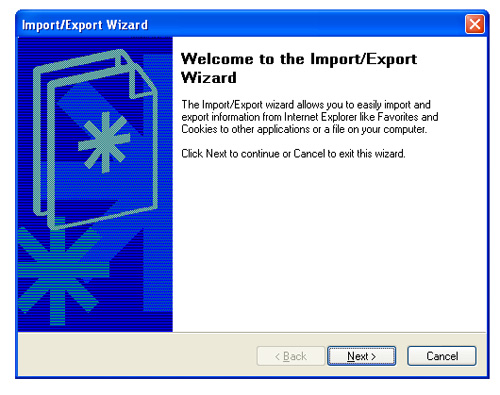 Import/Export Wizard
Welcome to the Import/Export
Wizard
The Import/Export wizard allows you to easily import and
export information from Internet Explorer like Favorites and
Cookies to other applications or a file on your computer.
Click Next to continue or Cancel to exit this wizard.
< Back Next > Cancel